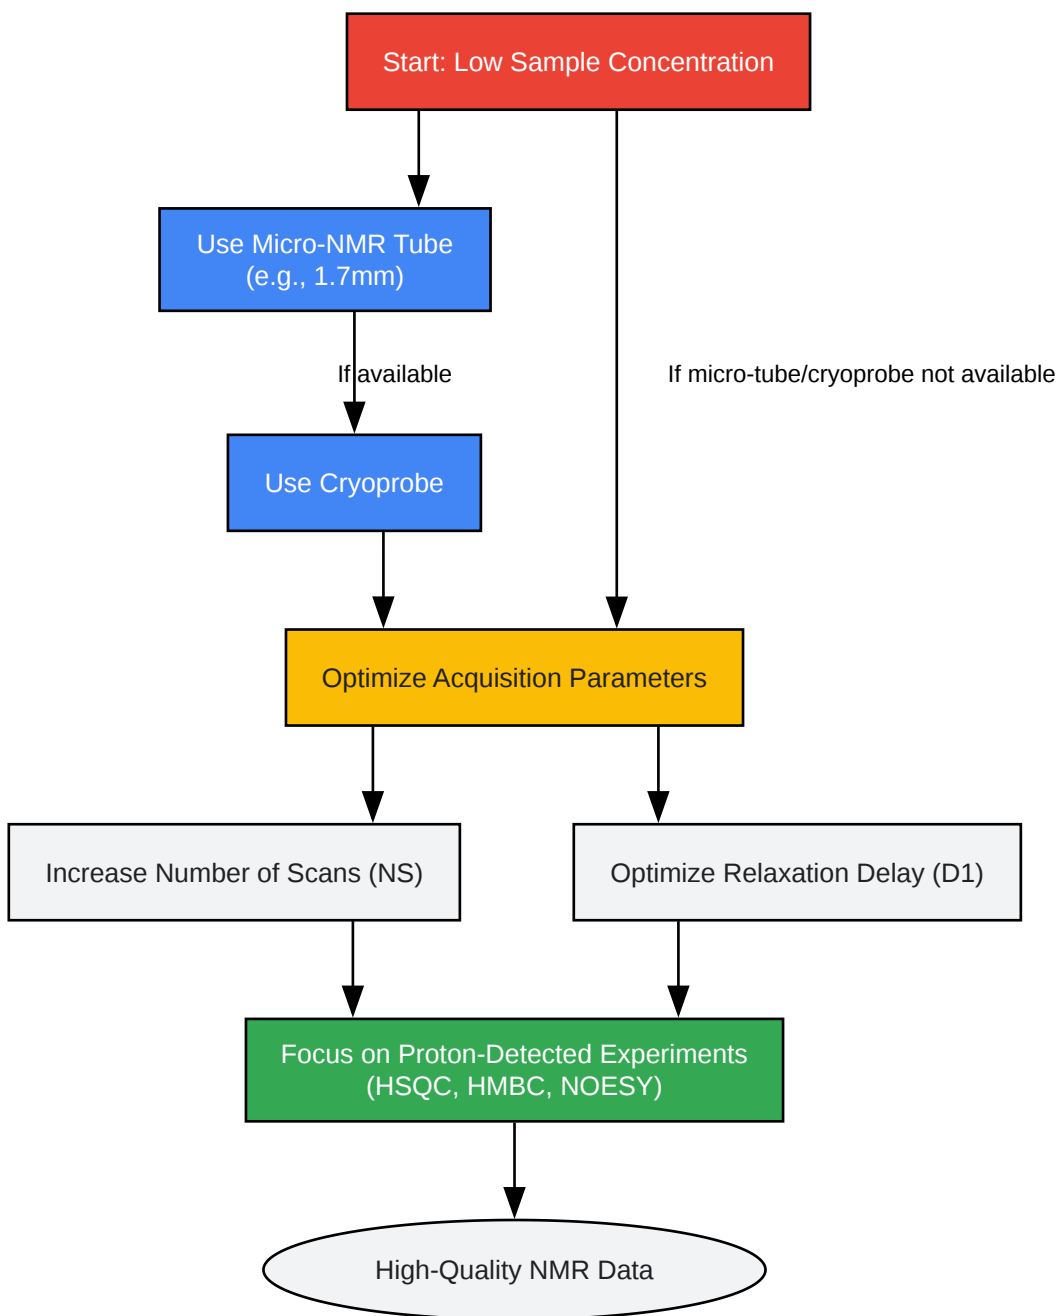 Start: Low Sample Concentration
Use Micro-NMR Tube
(e.g., 1.7mm)
If available
If micro-tube/cryoprobe not available
Use Cryoprobe
Optimize Acquisition Parameters
Increase Number of Scans (NS)
Optimize Relaxation Delay (D1)
Focus on Proton-Detected Experiments
(HSQC, HMBC, NOESY)
High-Quality NMR Data